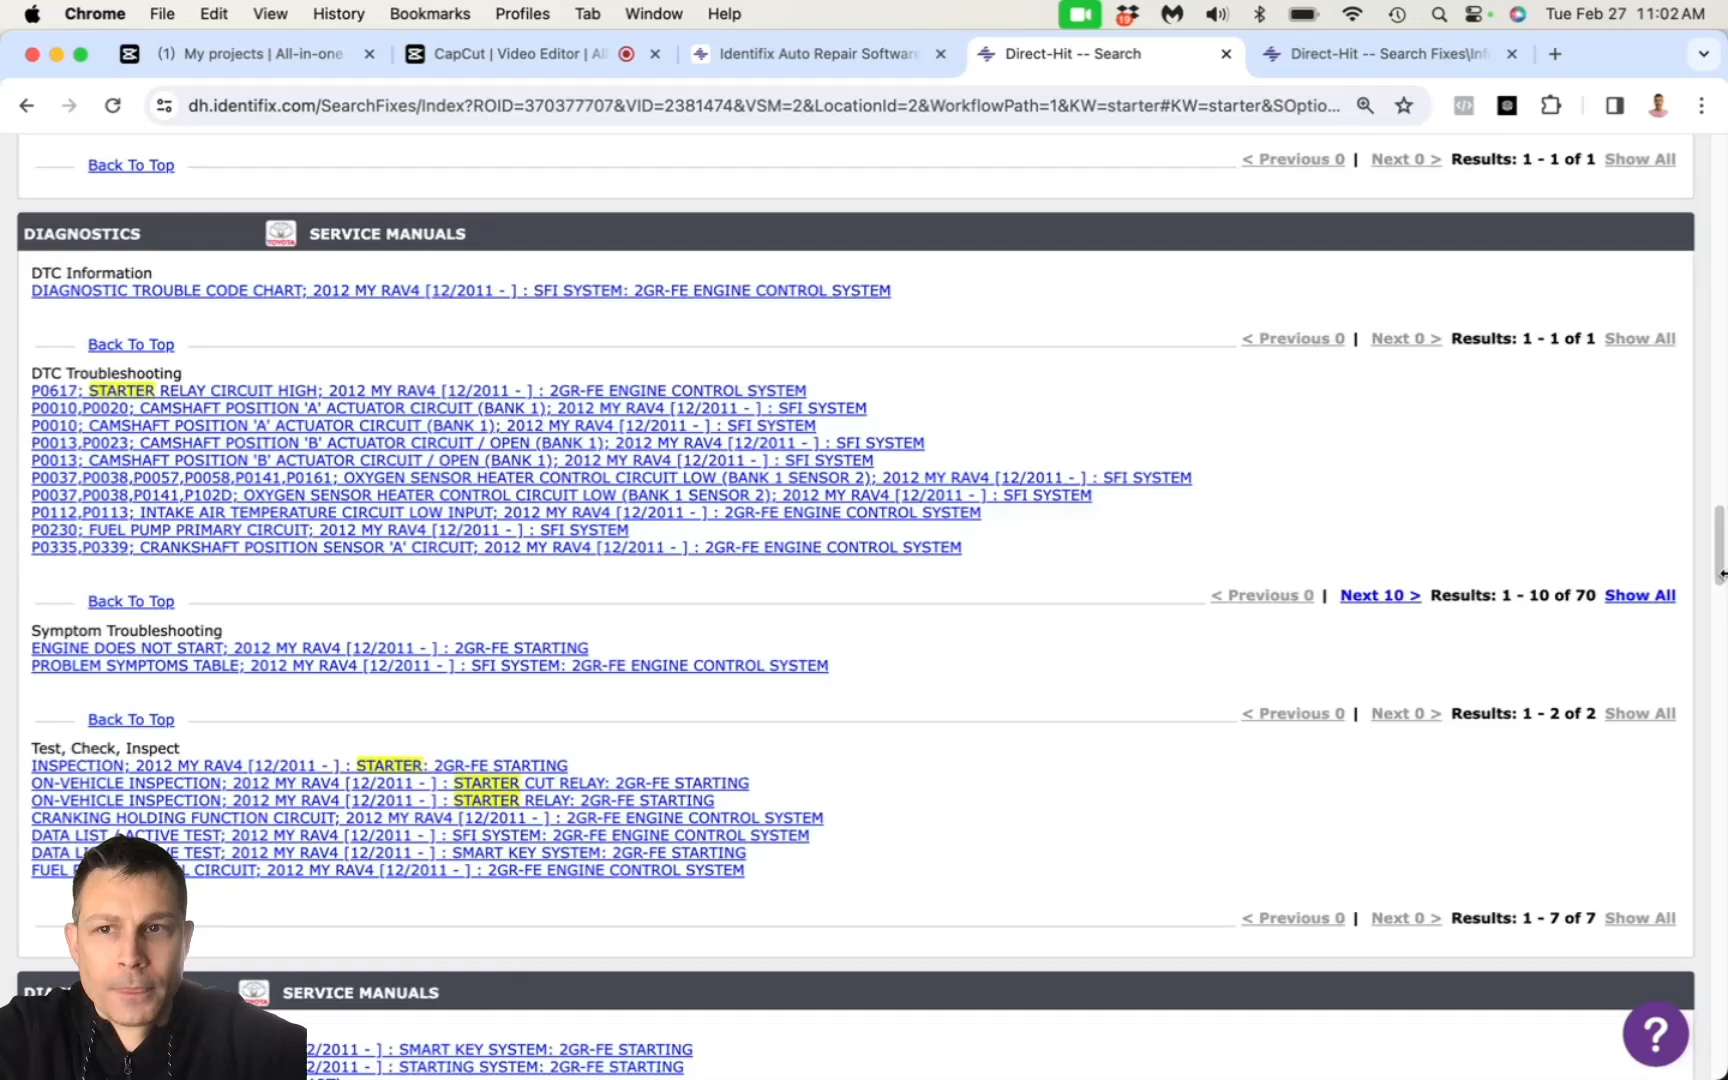 Chrome File Edit View History Bookmarks Profiles Tab Window Help 19 Tue Feb 27 11:02 AM
(1) My projects | All-in-one CapCut | Video Editor | Al Identifix Auto Repair Software Direct-Hit -- Search Direct-Hit -- Search Fixes\Inf
dh.identifix.com/SearchFixes/Index?ROID=370377707&VID=2381474&VSM=2&LocationId=2&WorkflowPath=1&KW=starter#KW=starter&SOptio...
Back To Top < Previous 0 | Next 0 > Results: 1 - 1 of 1 Show All
DIAGNOSTICS TOYOTA SERVICE MANUALS
DTC Information
DIAGNOSTIC TROUBLE CODE CHART; 2012 MY RAV4 [12/2011 - ] : SFI SYSTEM: 2GR-FE ENGINE CONTROL SYSTEM
Back To Top < Previous 0 | Next 0 > Results: 1 - 1 of 1 Show All
DTC Troubleshooting
P0617; STARTER RELAY CIRCUIT HIGH; 2012 MY RAV4 [12/2011 - ] : 2GR-FE ENGINE CONTROL SYSTEM
P0010,P0020; CAMSHAFT POSITION 'A' ACTUATOR CIRCUIT (BANK 1); 2012 MY RAV4 [12/2011 - ] : SFI SYSTEM
P0010; CAMSHAFT POSITION 'A' ACTUATOR CIRCUIT (BANK 1); 2012 MY RAV4 [12/2011 - ] : SFI SYSTEM
P0013,P0023; CAMSHAFT POSITION 'B' ACTUATOR CIRCUIT / OPEN (BANK 1); 2012 MY RAV4 [12/2011 - ] : SFI SYSTEM
P0013; CAMSHAFT POSITION 'B' ACTUATOR CIRCUIT / OPEN (BANK 1); 2012 MY RAV4 [12/2011 - ] : SFI SYSTEM
P0037,P0038,P0057,P0058,P0141,P0161; OXYGEN SENSOR HEATER CONTROL CIRCUIT LOW (BANK 1 SENSOR 2); 2012 MY RAV4 [12/2011 - ] : SFI SYSTEM
P0037,P0038,P0141,P102D; OXYGEN SENSOR HEATER CONTROL CIRCUIT LOW (BANK 1 SENSOR 2); 2012 MY RAV4 [12/2011 - ] : SFI SYSTEM
P0112,P0113; INTAKE AIR TEMPERATURE CIRCUIT LOW INPUT; 2012 MY RAV4 [12/2011 - ] : 2GR-FE ENGINE CONTROL SYSTEM
P0230; FUEL PUMP PRIMARY CIRCUIT; 2012 MY RAV4 [12/2011 - ] : SFI SYSTEM
P0335,P0339; CRANKSHAFT POSITION SENSOR 'A' CIRCUIT; 2012 MY RAV4 [12/2011 - ] : 2GR-FE ENGINE CONTROL SYSTEM
Back To Top < Previous 0 | Next 10 > Results: 1 - 10 of 70 Show All
Symptom Troubleshooting
ENGINE DOES NOT START; 2012 MY RAV4 [12/2011 - ] : 2GR-FE STARTING
PROBLEM SYMPTOMS TABLE; 2012 MY RAV4 [12/2011 - ] : SFI SYSTEM: 2GR-FE ENGINE CONTROL SYSTEM
Back To Top < Previous 0 | Next 0 > Results: 1 - 2 of 2 Show All
Test, Check, Inspect
INSPECTION; 2012 MY RAV4 [12/2011 - ] : STARTER: 2GR-FE STARTING
ON-VEHICLE INSPECTION; 2012 MY RAV4 [12/2011 - ] : STARTER CUT RELAY: 2GR-FE STARTING
ON-VEHICLE INSPECTION; 2012 MY RAV4 [12/2011 - ] : STARTER RELAY: 2GR-FE STARTING
CRANKING HOLDING FUNCTION CIRCUIT; 2012 MY RAV4 [12/2011 - ] : 2GR-FE ENGINE CONTROL SYSTEM
DATA LIST / ACTIVE TEST; 2012 MY RAV4 [12/2011 - ] : SFI SYSTEM: 2GR-FE ENGINE CONTROL SYSTEM
DATA LI VE TEST; 2012 MY RAV4 [12/2011 - ] : SMART KEY SYSTEM: 2GR-FE STARTING
FUEL L CIRCUIT; 2012 MY RAV4 [12/2011 - ] : 2GR-FE ENGINE CONTROL SYSTEM
< Previous 0 | Next 0 > Results: 1 - 7 of 7 Show All
DIA SERVICE MANUALS
2/2011 - ] : SMART KEY SYSTEM: 2GR-FE STARTING
2/2011 - ] : STARTING SYSTEM: 2GR-FE STARTING
?